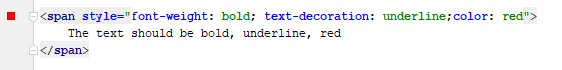 <span style="font-weight: bold; text-decoration: underline;color: red">
The text should be bold, underline, red
</span>